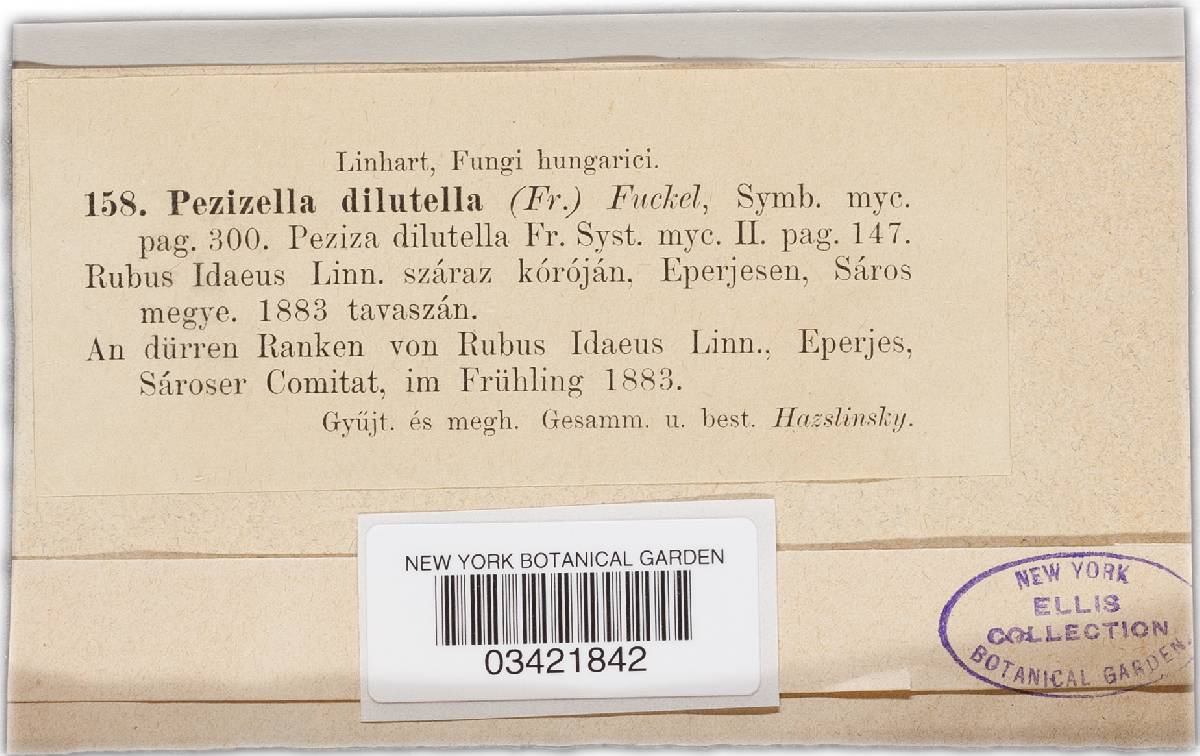 Linhart, Fungi hungarici.
158. Pezizella dilutella (Fr.) Fuckel, Symb. myc.
pag. 300. Peziza dilutella Fr. Syst. myc. II. pag. 147.
Rubus Idaeus Linn. száraz kóróján, Eperjesen, Sáros
megye. 1883 tavaszán.
An dürren Ranken von Rubus Idaeus Linn., Eperjes,
Sároser Comitat, im Frühling 1883.
Gyűjt. és megh. Gesamm. u. best. Hazslinsky.
NEW YORK BOTANICAL GARDEN
03421842
NEW YORK
ELLIS
COLLECTION
BOTANICAL GARDEN.